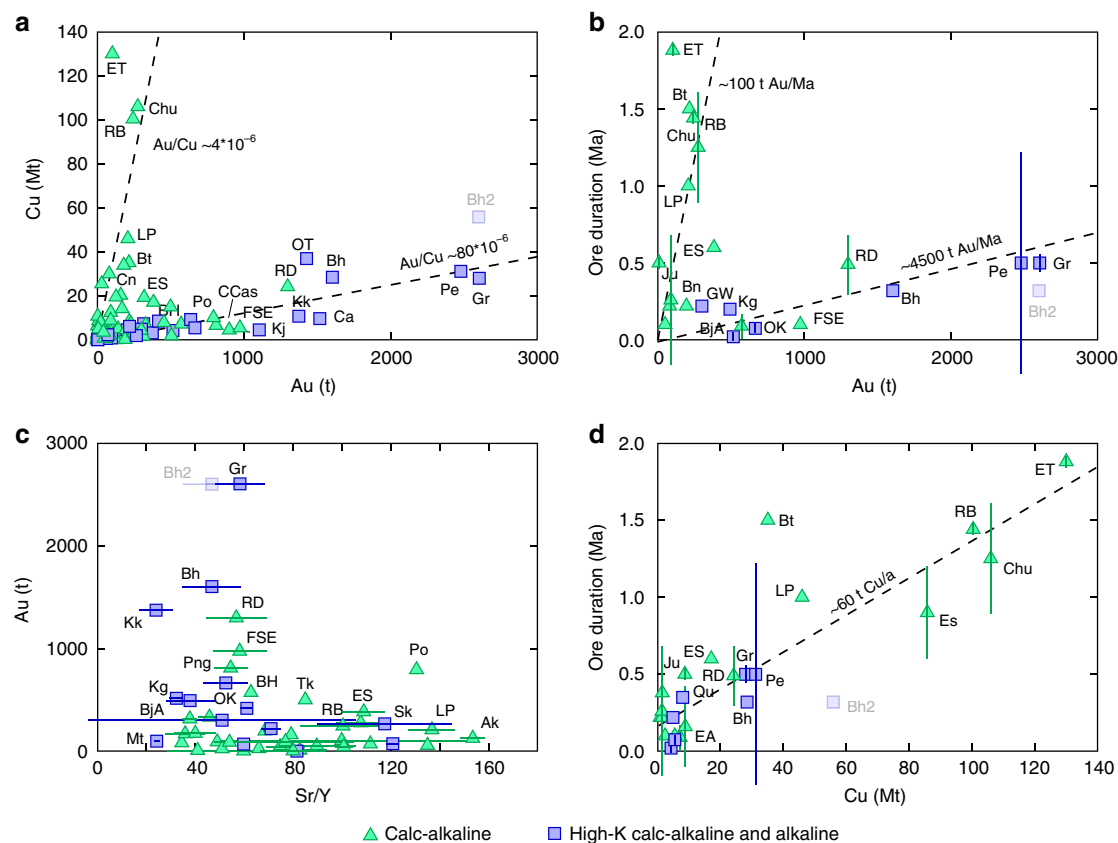 a
140
120
100
80
60
40
20
0
Cu (Mt)
ET
Chu
RB
Au/Cu ~4*10⁻⁶
LP
Bt
Cn
ES
BH
Po
CCas
FSE
RD
OT
Bh
Kk
Kj
Ca
Pe
Gr
Bh2
Au/Cu ~80*10⁻⁶
0 1000 2000 3000
Au (t)
b
2.0
1.5
1.0
0.5
0.0
Ore duration (Ma)
ET
Bt
RB
Chu
LP
ES
Ju
Bn
GW
Kg
BjA
OK
FSE
RD
Bh
Pe
Gr
Bh2
~100 t Au/Ma
~4500 t Au/Ma
0 1000 2000 3000
Au (t)
c
3000
2000
1000
0
Au (t)
Bh2
Gr
Bh
Kk
RD
FSE
Png
BH
Po
Kg
OK
Tk
ES
BjA
RB
Sk
LP
Ak
Mt
0 40 80 120 160
Sr/Y
d
2.0
1.5
1.0
0.5
0.0
Ore duration (Ma)
ET
RB
Bt
Chu
LP
~60 t Cu/a
Es
ES
Gr
Ju
RD
Pe
Qu
Bh
Bh2
EA
0 20 40 60 80 100 120 140
Cu (Mt)
Calc-alkaline
High-K calc-alkaline and alkaline